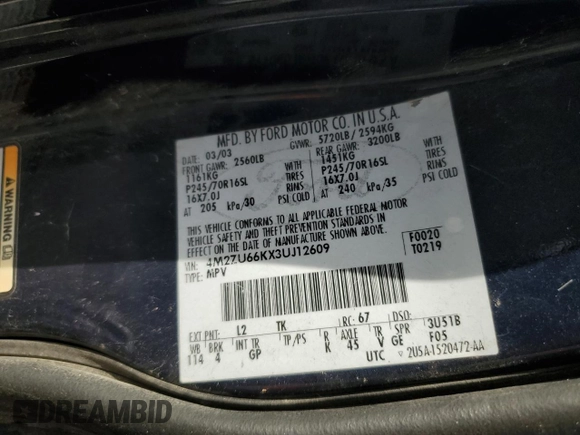 MFD. BY FORD MOTOR CO. IN U.S.A.
03/03 GVWR: 5720LB/ 2594KG
FRONT GAWR: 2560LB REAR GAWR: 3200LB
1161KG 1451KG
P245/70R16SL TIRES P245/70R16SL TIRES
16X7.0J RINS 16X7.0J RINS
AT 205 kPa/30 PSI COLD AT 240 kPa/35 PSI COLD
THIS VEHICLE CONFORMS TO ALL APPLICABLE FEDERAL MOTOR
VEHICLE SAFETY AND THEFT PREVENTION STANDARDS IN
EFFECT ON THE DATE OF MANUFACTURE SHOWN ABOVE.
VIN: 4M2ZU66KX3UJ12609 F0020
TYPE: MPV T0219
EXT PNT: L2 TK RC: 67 DSO:
WB BRK INT TR TP/PS R AXLE TR SPR 3U51B
114 4 GP R 45 V GE F05
UTC 2U5A-1520472-AA
WARNING
DREAMBID